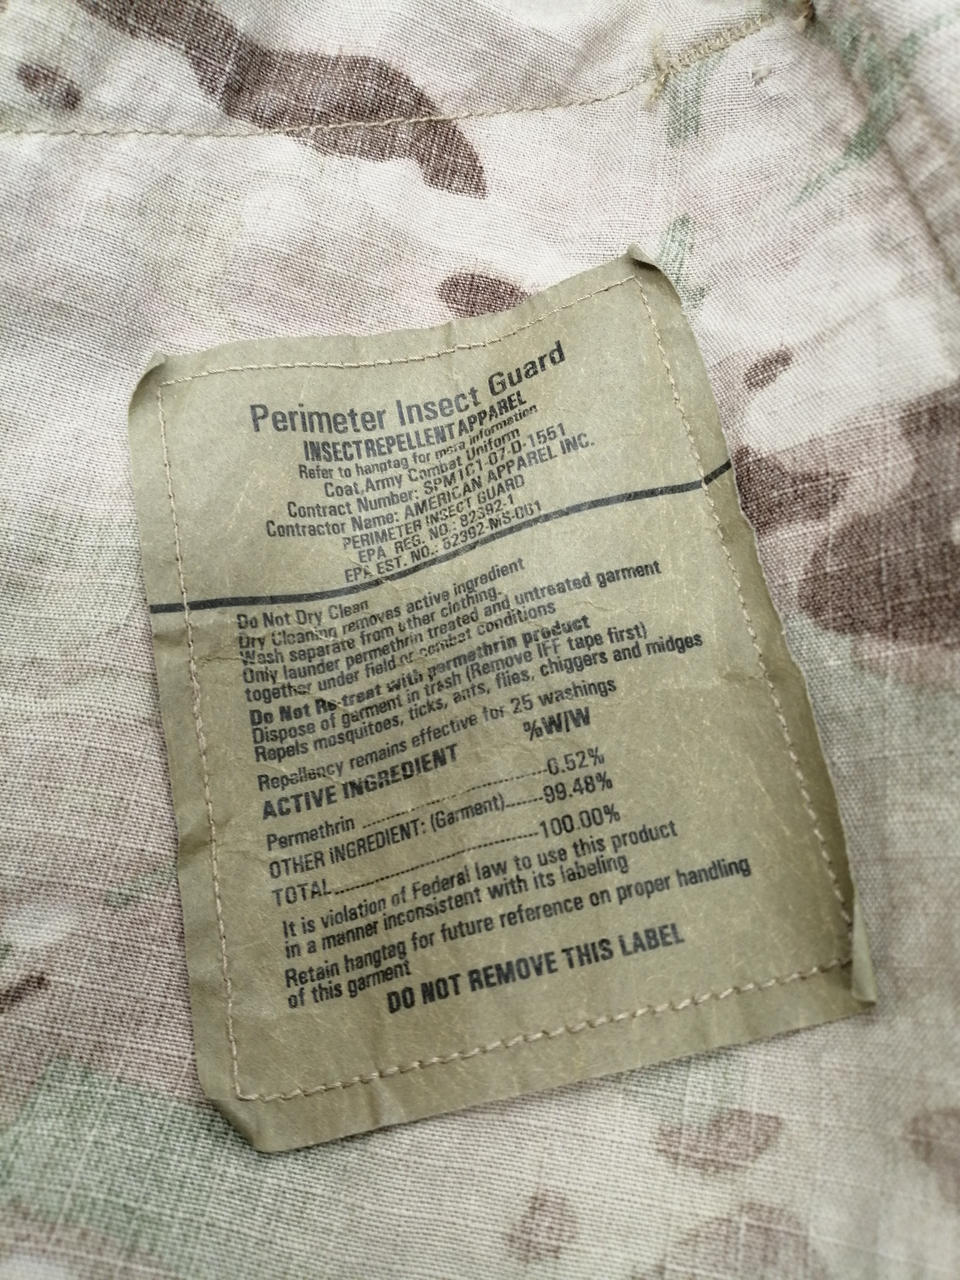 Perimeter Insect Guard
INSECT REPELLENT APPAREL
Refer to hangtag for more information
Coat, Army Combat Uniform
Contract Number: SPM1C1-07-D-1551
Contractor Name: AMERICAN APPAREL INC.
PERIMETER INSECT GUARD
EPA REG. NO.: 82392-1
EPA EST. NO.: 82392-MS-001
Do Not Dry Clean
Dry Cleaning removes active ingredient
Wash separate from other clothing.
Only launder permethrin treated and untreated garment
together under field or combat conditions
Do Not Re-treat with permethrin product
Dispose of garment in trash (Remove IFF tape first)
Repels mosquitoes, ticks, ants, flies, chiggers and midges
Repellency remains effective for 25 washings
ACTIVE INGREDIENT %W/W
Permethrin ........................0.52%
OTHER INGREDIENT: (Garment).......99.48%
TOTAL..............................100.00%
It is violation of Federal law to use this product
in a manner inconsistent with its labeling
Retain hangtag for future reference on proper handling
of this garment
DO NOT REMOVE THIS LABEL